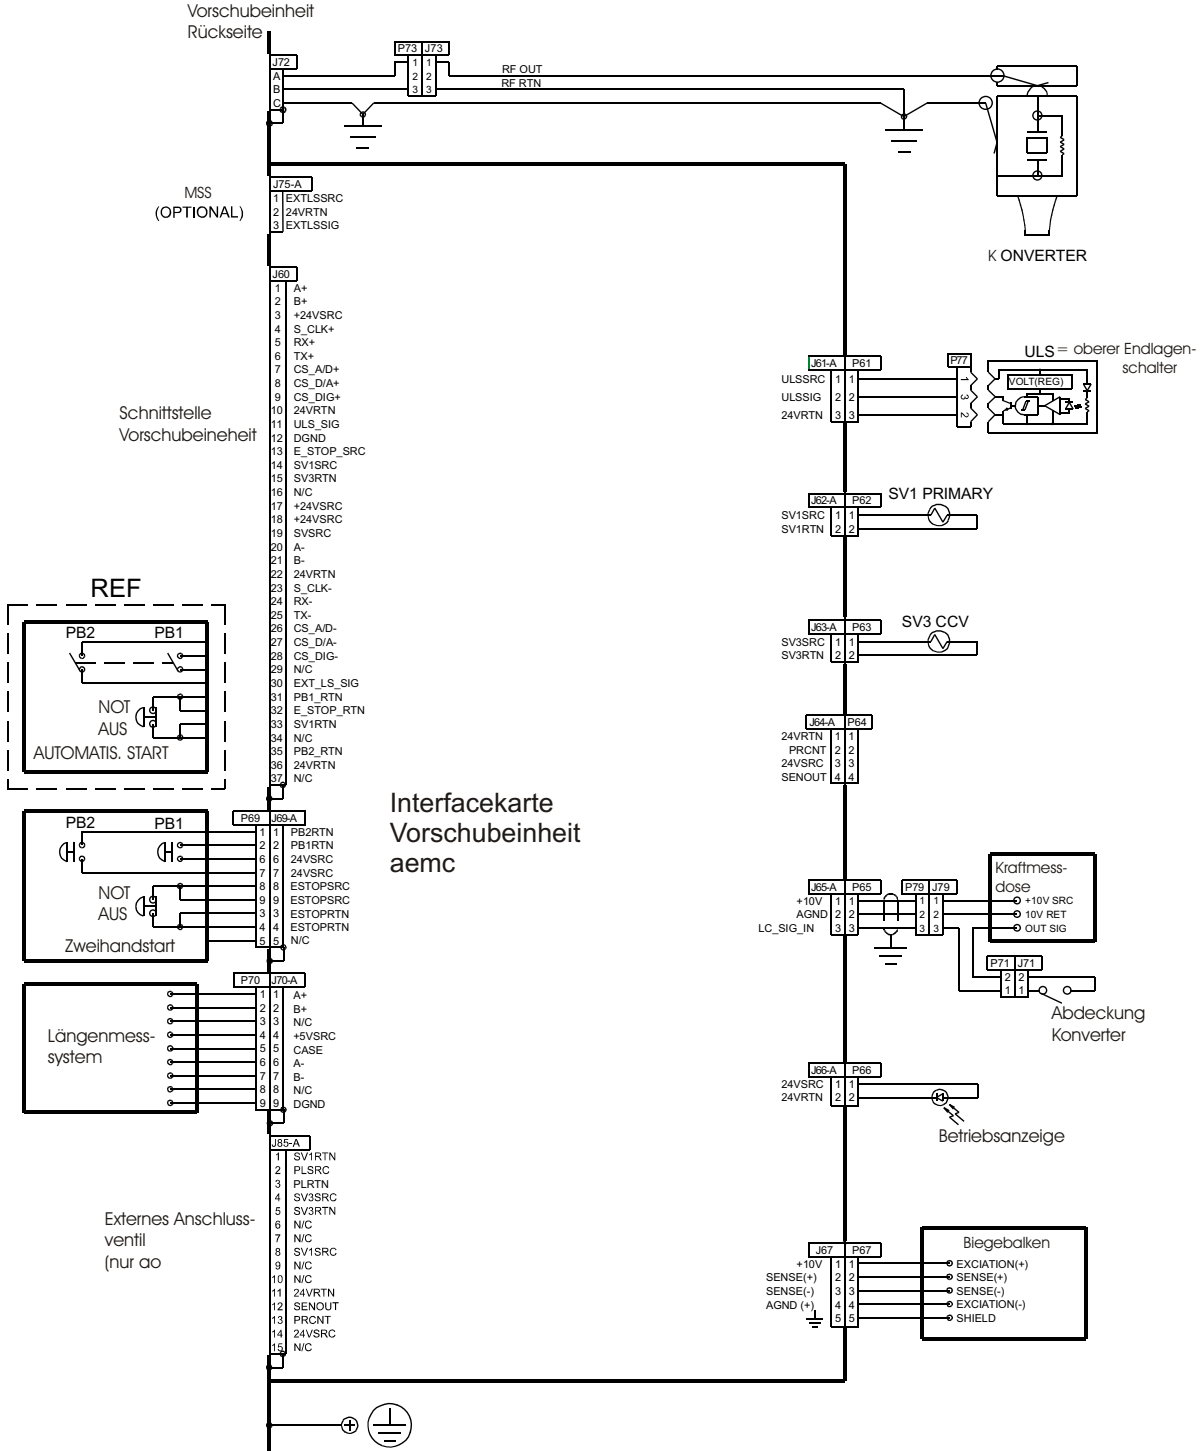 Vorschubeinheit
Rückseite
J72
A
B
C
P73 J73
1 1
2 2
3 3
RF OUT
RF RTN
K ONVERTER
MSS
(OPTIONAL)
J75-A
1 EXTLSSRC
2 24VRTN
3 EXTLSSIG
Schnittstelle
Vorschubeineheit
J60
1 A+
2 B+
3 +24VSRC
4 S_CLK+
5 RX+
6 TX+
7 CS_A/D+
8 CS_D/A+
9 CS_DIG+
10 24VRTN
11 ULS_SIG
12 DGND
13 E_STOP_SRC
14 SV1SRC
15 SV3RTN
16 N/C
17 +24VSRC
18 +24VSRC
19 SVSRC
20 A-
21 B-
22 24VRTN
23 S_CLK-
24 RX-
25 TX-
26 CS_A/D-
27 CS_D/A-
28 CS_DIG-
29 N/C
30 EXT_LS_SIG
31 PB1_RTN
32 E_STOP_RTN
33 SV1RTN
34 N/C
35 PB2_RTN
36 24VRTN
37 N/C
REF
PB2 PB1
NOT
AUS
AUTOMATIS. START
PB2 PB1
NOT
AUS
Zweihandstart
P69 J69-A
1 1 PB2RTN
2 2 PB1RTN
6 6 24VSRC
7 7 24VSRC
8 8 ESTOPSRC
9 9 ESTOPSRC
3 3 ESTOPRTN
4 4 ESTOPRTN
5 5 N/C
Längenmess-
system
P70 J70-A
1 1 A+
2 2 B+
3 3 N/C
4 4 +5VSRC
5 5 CASE
6 6 A-
7 7 B-
8 8 N/C
9 9 DGND
Externes Anschluss-
ventil
(nur ao
J85-A
1 SV1RTN
2 PLSRC
3 PLRTN
4 SV3SRC
5 SV3RTN
6 N/C
7 N/C
8 SV1SRC
9 N/C
10 N/C
11 24VRTN
12 SENOUT
13 PRCNT
14 24VSRC
15 N/C
Interfacekarte
Vorschubeinheit
aemc
J61-A P61
ULSSRC 1 1
ULSSIG 2 2
24VRTN 3 3
P77
1
3
2
ULS = oberer Endlagen-
schalter
VOLT(REG)
J62-A P62
SV1SRC 1 1
SV1RTN 2 2
SV1 PRIMARY
J63-A P63
SV3SRC 1 1
SV3RTN 2 2
SV3 CCV
J64-A P64
24VRTN 1 1
PRCNT 2 2
24VSRC 3 3
SENOUT 4 4
J65-A P65
+10V 1 1
AGND 2 2
LC_SIG_IN 3 3
P79 J79
1 1
2 2
3 3
Kraftmess-
dose
+10V SRC
10V RET
OUT SIG
P71 J71
2 2
1 1
Abdeckung
Konverter
J66-A P66
24VSRC 1 1
24VRTN 2 2
Betriebsanzeige
J67 P67
+10V 1 1
SENSE(+) 2 2
SENSE(-) 3 3
AGND (+) 4 4
5 5
Biegebalken
EXCIATION(+)
SENSE(+)
SENSE(-)
EXCIATION(-)
SHIELD